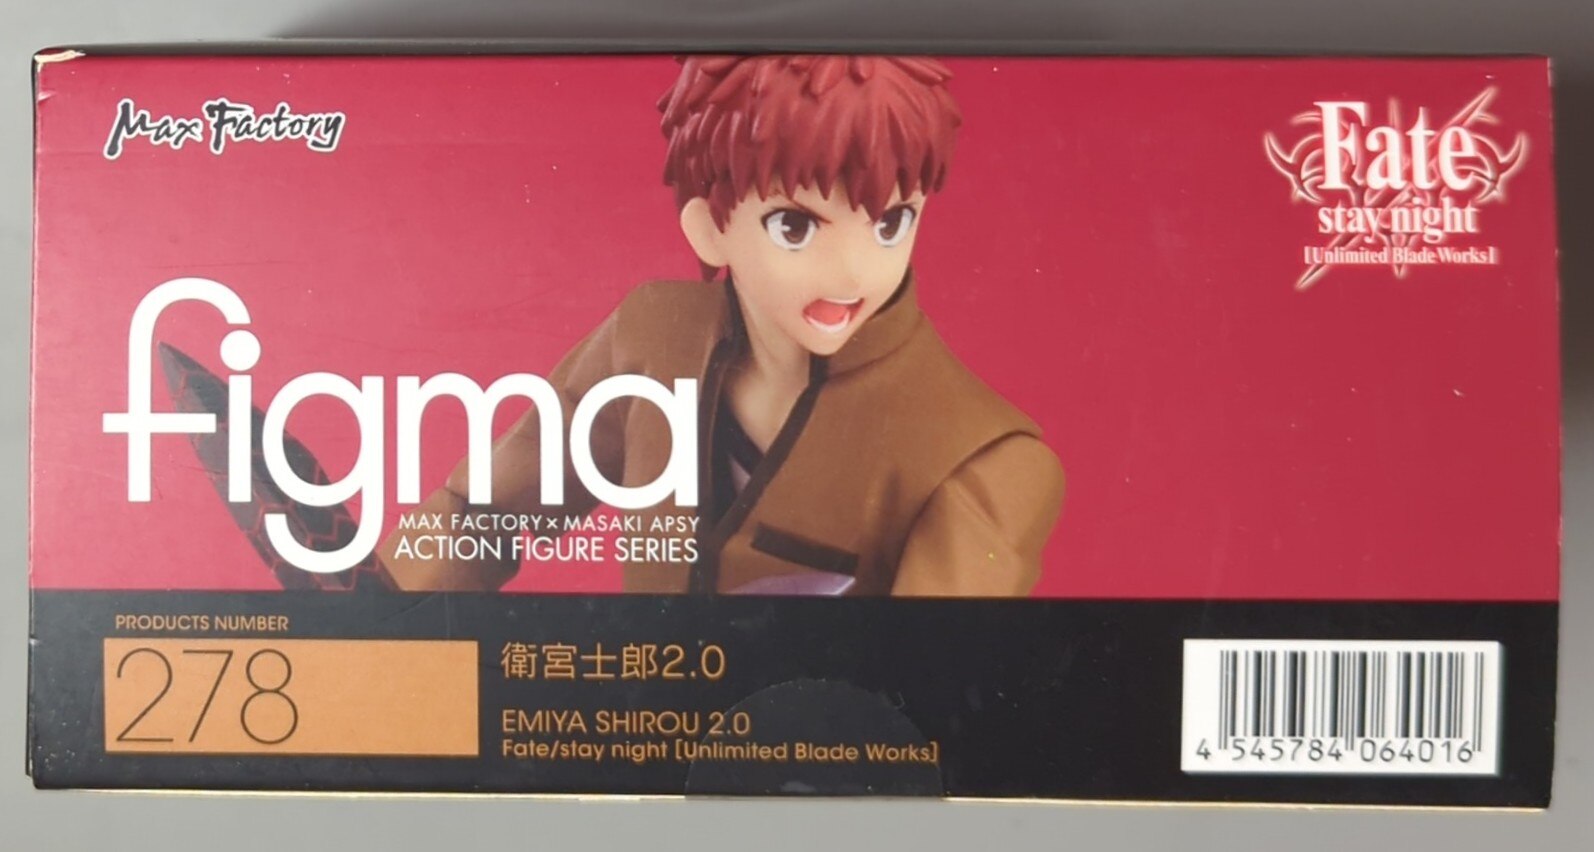 Max Factory
Fate
stay night
[Unlimited Blade Works]
figma
MAX FACTORY×MASAKI APSY
ACTION FIGURE SERIES
PRODUCTS NUMBER
278
衛宮士郎2.0
EMIYA SHIROU 2.0
Fate/stay night [Unlimited Blade Works]
4 545784 064016